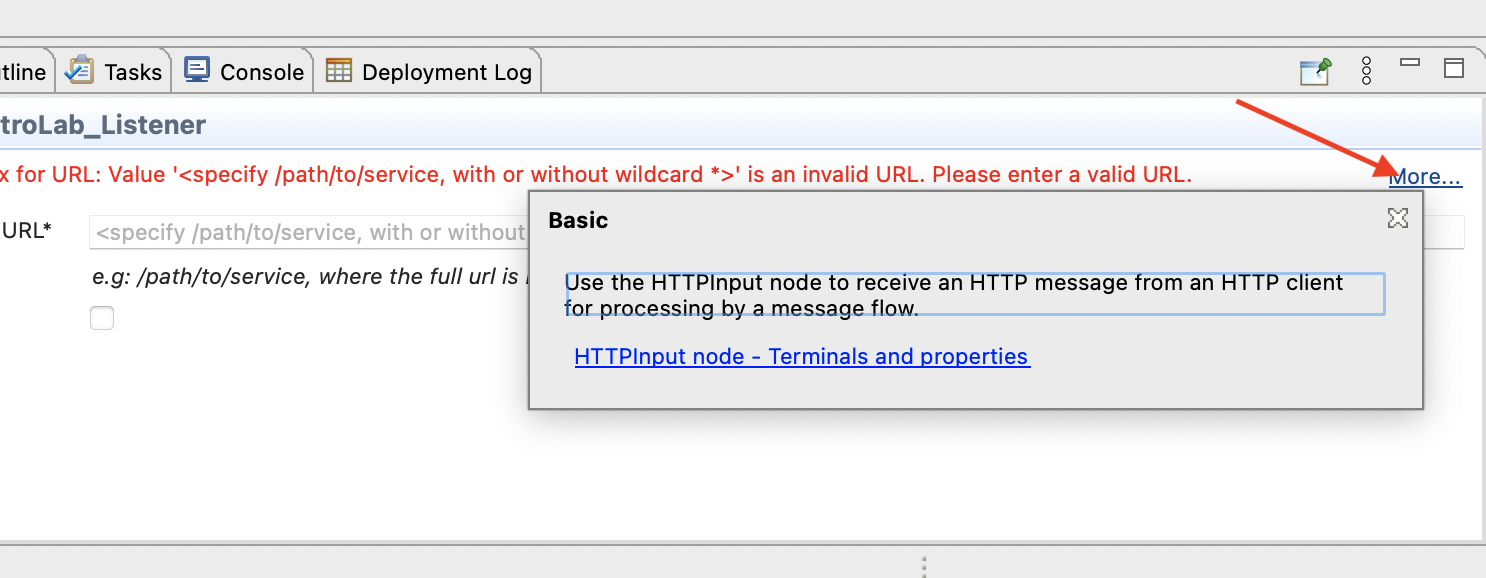 tline Tasks Console Deployment Log
troLab_Listener
x for URL: Value '<specify /path/to/service, with or without wildcard *>' is an invalid URL. Please enter a valid URL.
More...
Basic
URL*
<specify /path/to/service, with or without
Use the HTTPInput node to receive an HTTP message from an HTTP client
e.g: /path/to/service, where the full url is
for processing by a message flow.
HTTPInput node - Terminals and properties